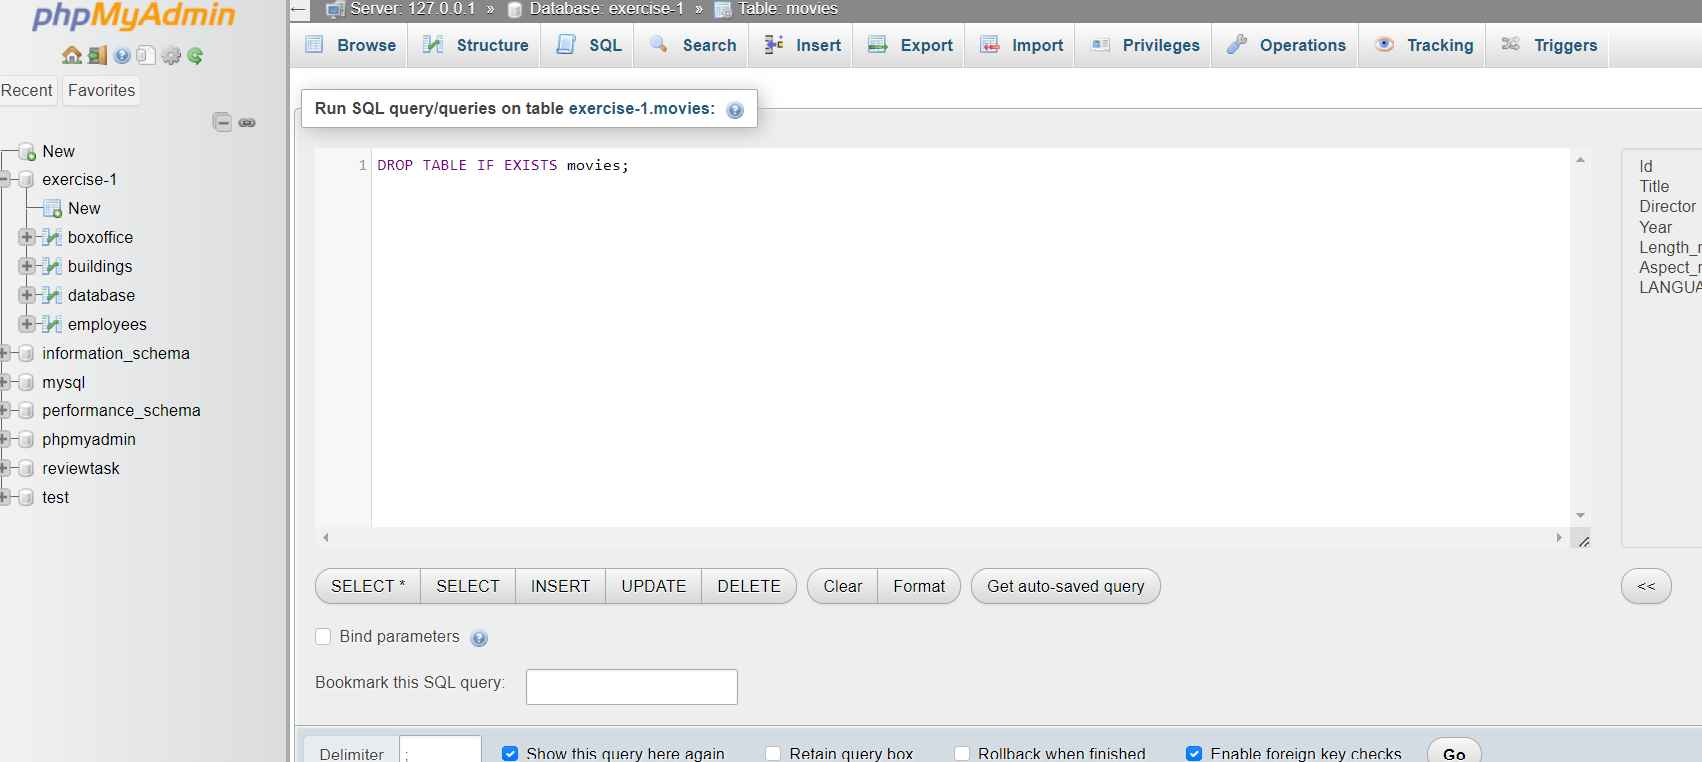 phpMyAdmin
Recent Favorites
New
exercise-1
New
boxoffice
buildings
database
employees
information_schema
mysql
performance_schema
phpmyadmin
reviewtask
test
Server: 127.0.0.1 » Database: exercise-1 » Table: movies
Browse Structure SQL Search Insert Export Import Privileges Operations Tracking Triggers
Run SQL query/queries on table exercise-1.movies:
1 DROP TABLE IF EXISTS movies;
Id
Title
Director
Year
Length_
Aspect_
LANGUA
SELECT * SELECT INSERT UPDATE DELETE Clear Format Get auto-saved query <<
Bind parameters
Bookmark this SQL query:
Delimiter ; Show this query here again Retain query box Rollback when finished Enable foreign key checks Go